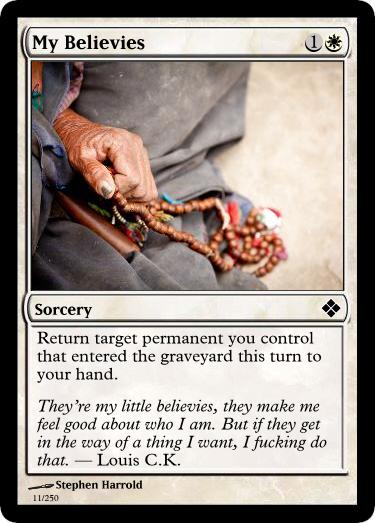 My Believies 1
Sorcery
Return target permanent you control
that entered the graveyard this turn to
your hand.
They're my little believies, they make me
feel good about who I am. But if they get
in the way of a thing I want, I fucking do
that. — Louis C.K.
Stephen Harrold
11/250